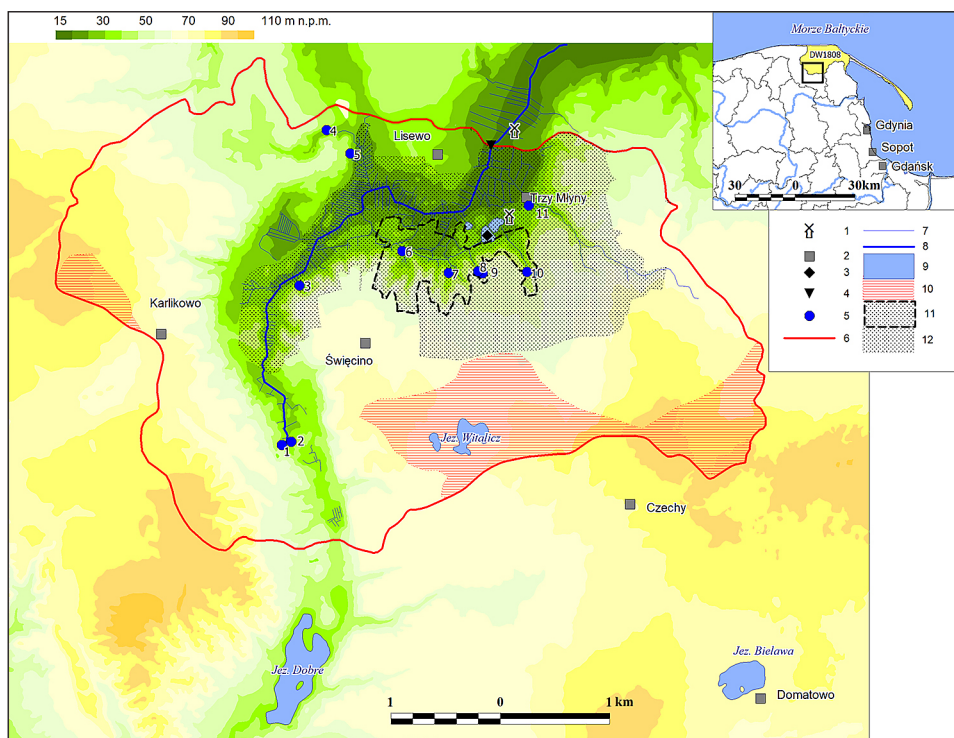 15 30 50 70 90 110 m n.p.m.
Morze Bałtyckie
DW1808
Gdynia
Sopot
Gdańsk
30 0 30km
4
Lisewo
5
Trzy Młyny
11
6
8
7 9 10
3
Karlikowo
Święcino
Jez. Witalicz
2
1
Czechy
Jez. Dobre
Jez. Bielawa
Domatowo
1 0 1 km
1 7
2 8
3 9
4 10
5 11
6 12